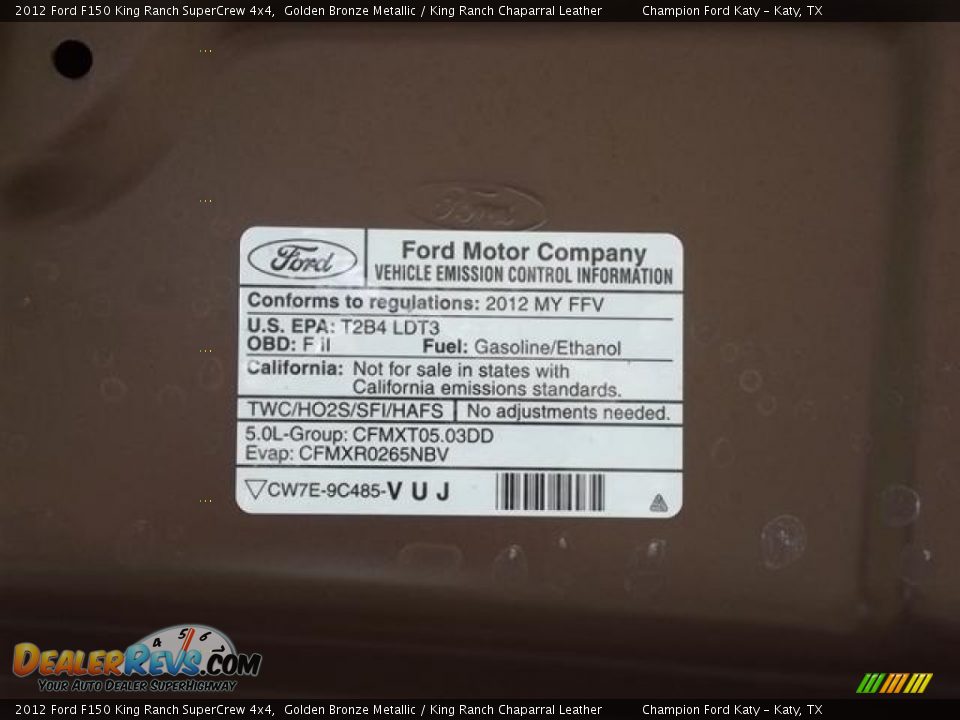 2012 Ford F150 King Ranch SuperCrew 4x4, Golden Bronze Metallic / King Ranch Chaparral Leather Champion Ford Katy – Katy, TX
Ford
Ford
Ford Motor Company
VEHICLE EMISSION CONTROL INFORMATION
Conforms to regulations: 2012 MY FFV
U.S. EPA: T2B4 LDT3
OBD: F II Fuel: Gasoline/Ethanol
California: Not for sale in states with
California emissions standards.
TWC/HO2S/SFI/HAFS No adjustments needed.
5.0L-Group: CFMXT05.03DD
Evap: CFMXR0265NBV
CW7E-9C485-V U J
4 5 6
DEALERREVS.COM
YOUR AUTO DEALER SUPERHIGHWAY
2012 Ford F150 King Ranch SuperCrew 4x4, Golden Bronze Metallic / King Ranch Chaparral Leather Champion Ford Katy – Katy, TX